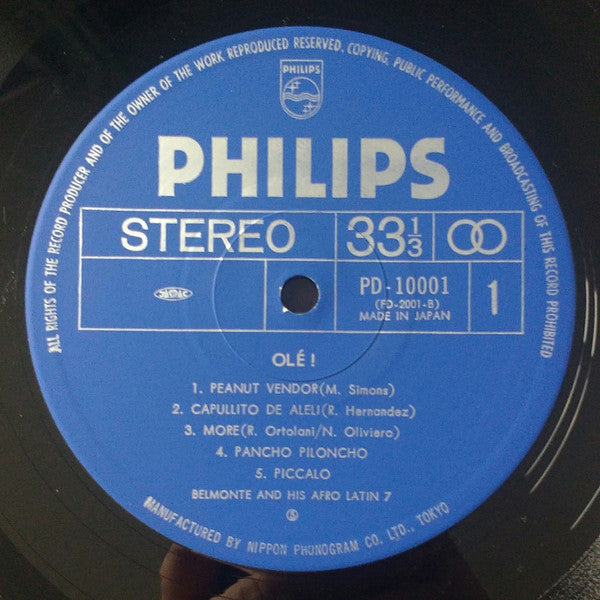 ALL RIGHTS OF THE RECORD PRODUCER AND OF THE OWNER OF THE WORK REPRODUCED RESERVED, COPYING, PUBLIC PERFORMANCE AND BROADCASTING OF THIS RECORD PROHIBITED
PHILIPS
PHILIPS
STEREO 33 1/3
JASRAC PD-10001 1
(FD-2001-B)
MADE IN JAPAN
OLÉ !
1. PEANUT VENDOR(M. Simons)
2. CAPULLITO DE ALELI(R. Hernandez)
3. MORE(R. Ortolani/N. Oliviero)
4. PANCHO PILONCHO
5. PICCALO
BELMONTE AND HIS AFRO LATIN 7
MANUFACTURED BY NIPPON PHONOGRAM CO. LTD., TOKYO